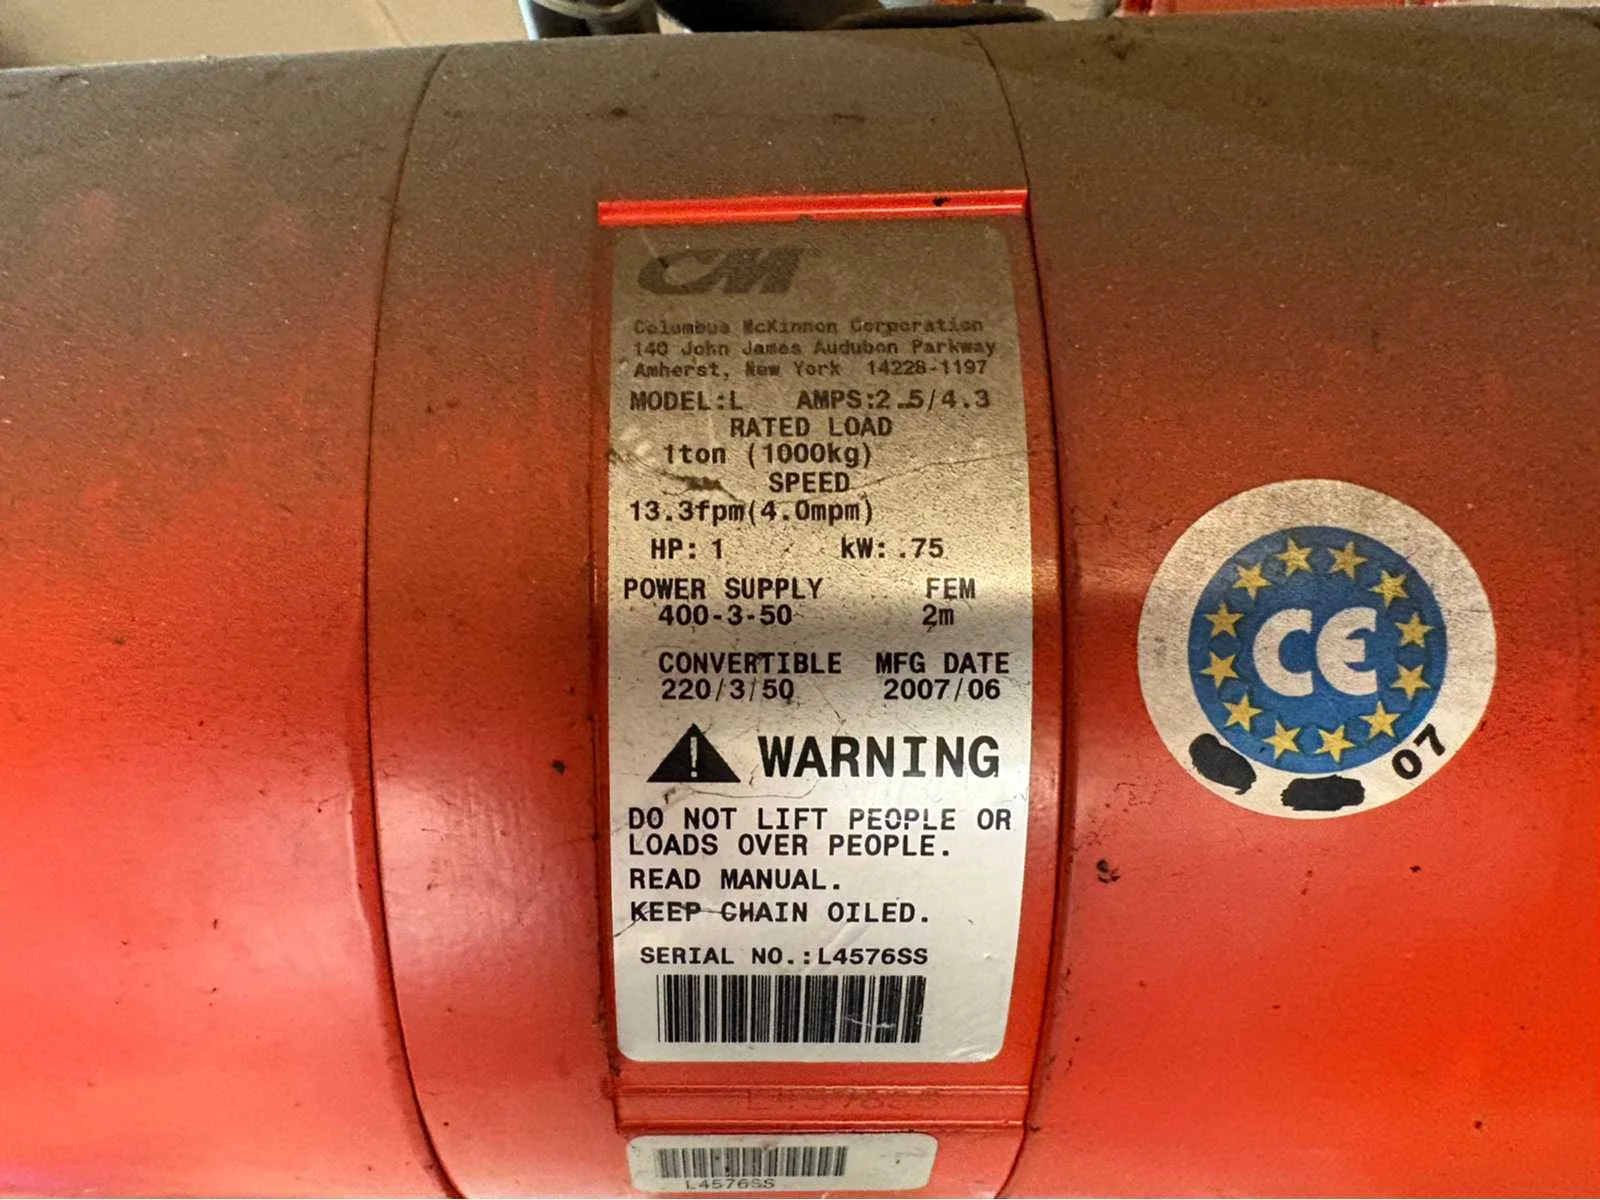 CM
Columbus McKinnon Corporation
140 John James Audubon Parkway
Amherst, New York 14228-1197
MODEL:L AMPS:2.5/4.3
RATED LOAD
1ton (1000kg)
SPEED
13.3fpm(4.0mpm)
HP: 1 kW: .75
POWER SUPPLY FEM
400-3-50 2m
CONVERTIBLE MFG DATE
220/3/50 2007/06
WARNING
DO NOT LIFT PEOPLE OR
LOADS OVER PEOPLE.
READ MANUAL.
KEEP CHAIN OILED.
SERIAL NO.:L4576SS
L4576SS
CE
07